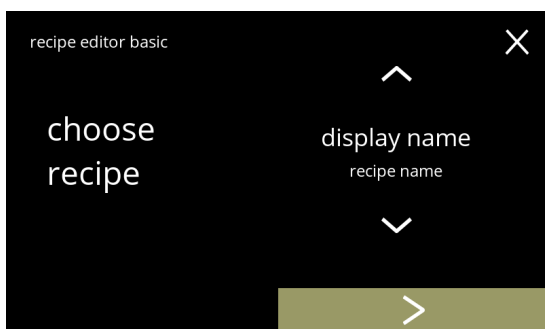 recipe editor basic
choose
recipe
display name
recipe name